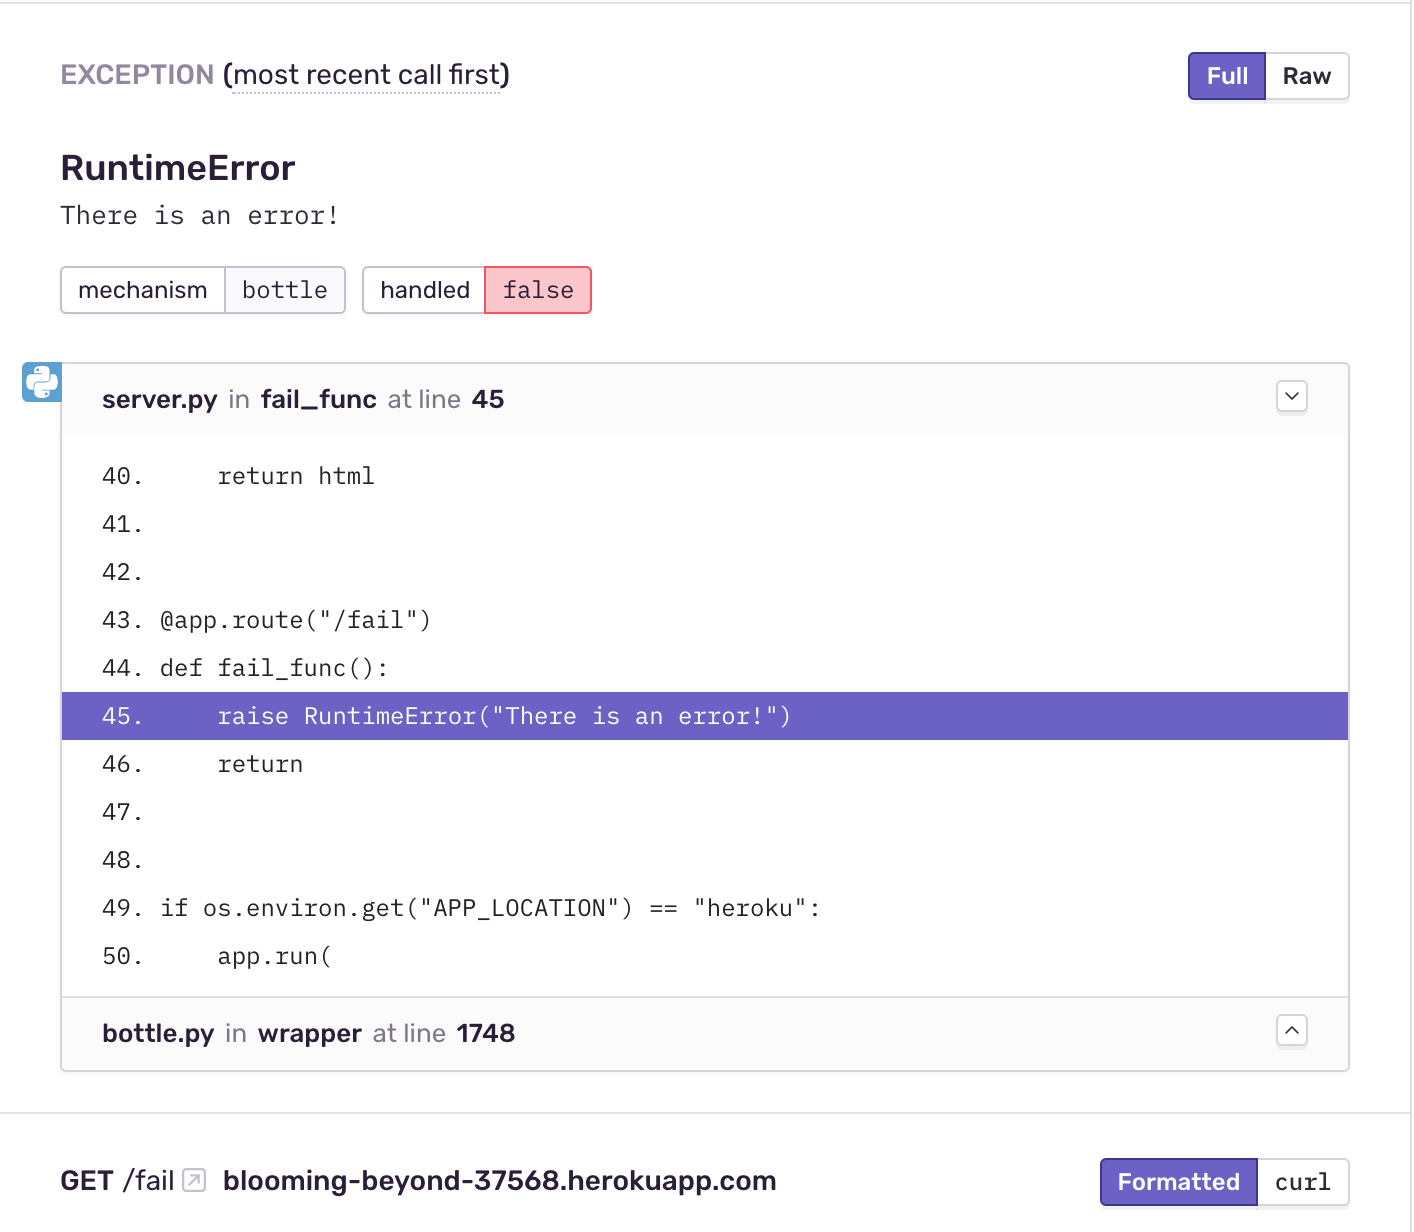 EXCEPTION (most recent call first)
Full Raw
RuntimeError
There is an error!
mechanism bottle handled false
server.py in fail_func at line 45
40.     return html
41.
42.
43. @app.route("/fail")
44. def fail_func():
45.     raise RuntimeError("There is an error!")
46.     return
47.
48.
49. if os.environ.get("APP_LOCATION") == "heroku":
50.     app.run(
bottle.py in wrapper at line 1748
GET /fail blooming-beyond-37568.herokuapp.com
Formatted curl